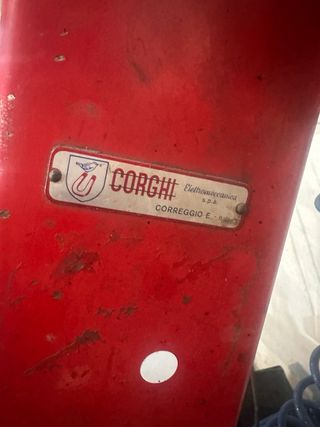 CORGHI Elettromeccanica
S.p.A.
CORREGGIO E.